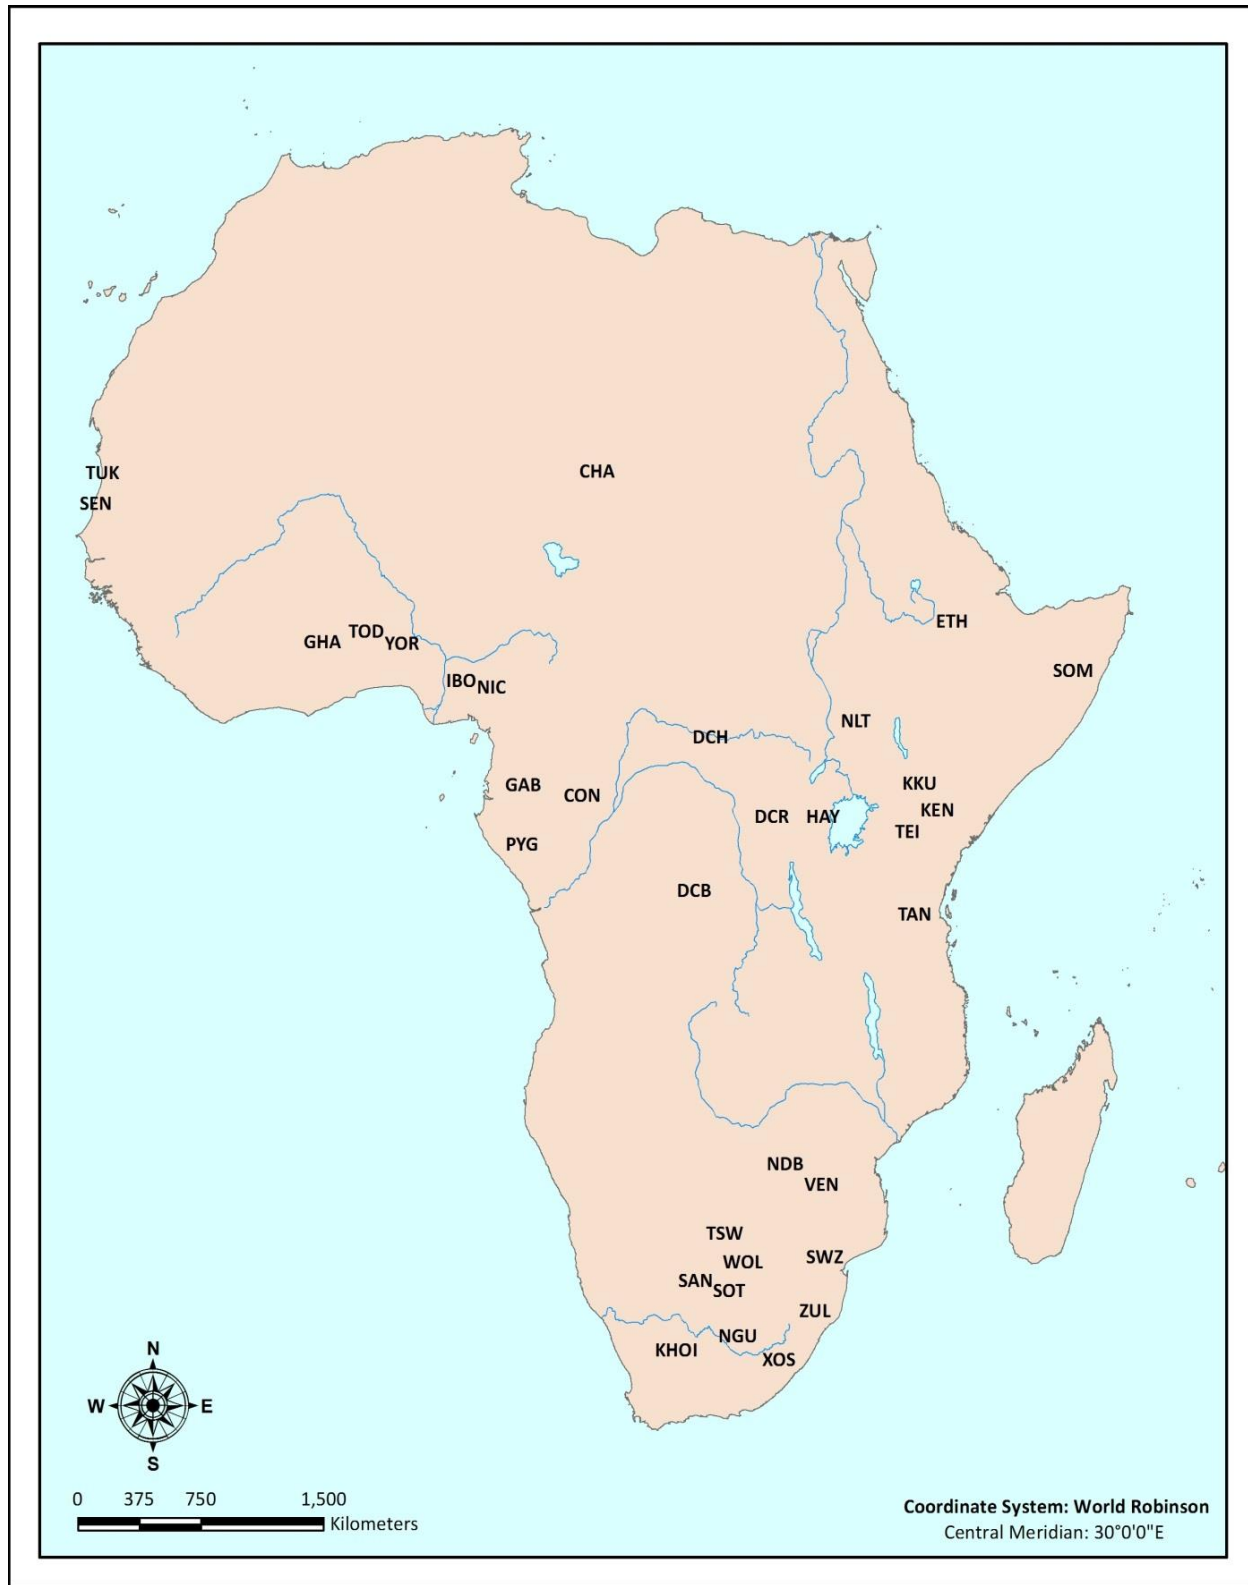 CHA
TUK
SEN
ETH
TOD
GHA
YOR
SOM
IBO
NIC
NLT
DCH
GAB
KKU
CON
KEN
DCR
HAY
TEI
PYG
DCB
TAN
NDB
VEN
TSW
SWZ
WOL
SAN
SOT
ZUL
NGU
KHOI
XOS
N
W
E
S
0 375 750 1,500
Kilometers
Coordinate System: World Robinson
Central Meridian: 30°0'0"E